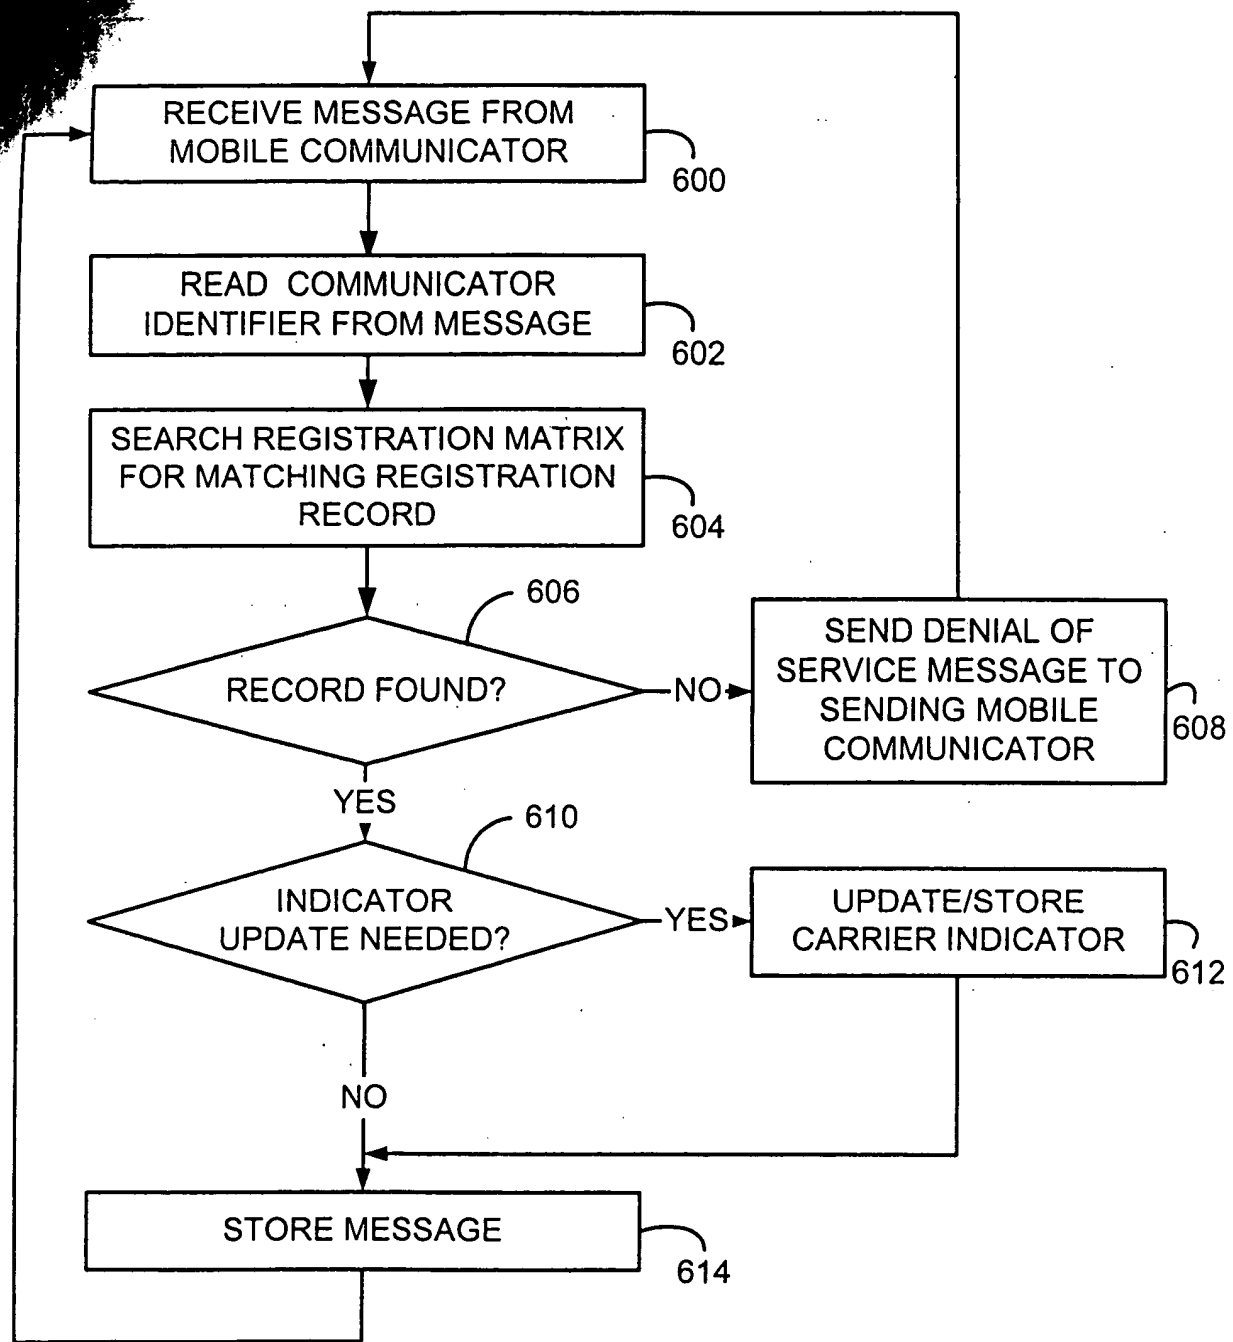 RECEIVE MESSAGE FROM
MOBILE COMMUNICATOR
600
READ COMMUNICATOR
IDENTIFIER FROM MESSAGE
602
SEARCH REGISTRATION MATRIX
FOR MATCHING REGISTRATION
RECORD
604
606
RECORD FOUND?
NO
SEND DENIAL OF
SERVICE MESSAGE TO
SENDING MOBILE
COMMUNICATOR
608
YES
610
INDICATOR
UPDATE NEEDED?
YES
UPDATE/STORE
CARRIER INDICATOR
612
NO
STORE MESSAGE
614